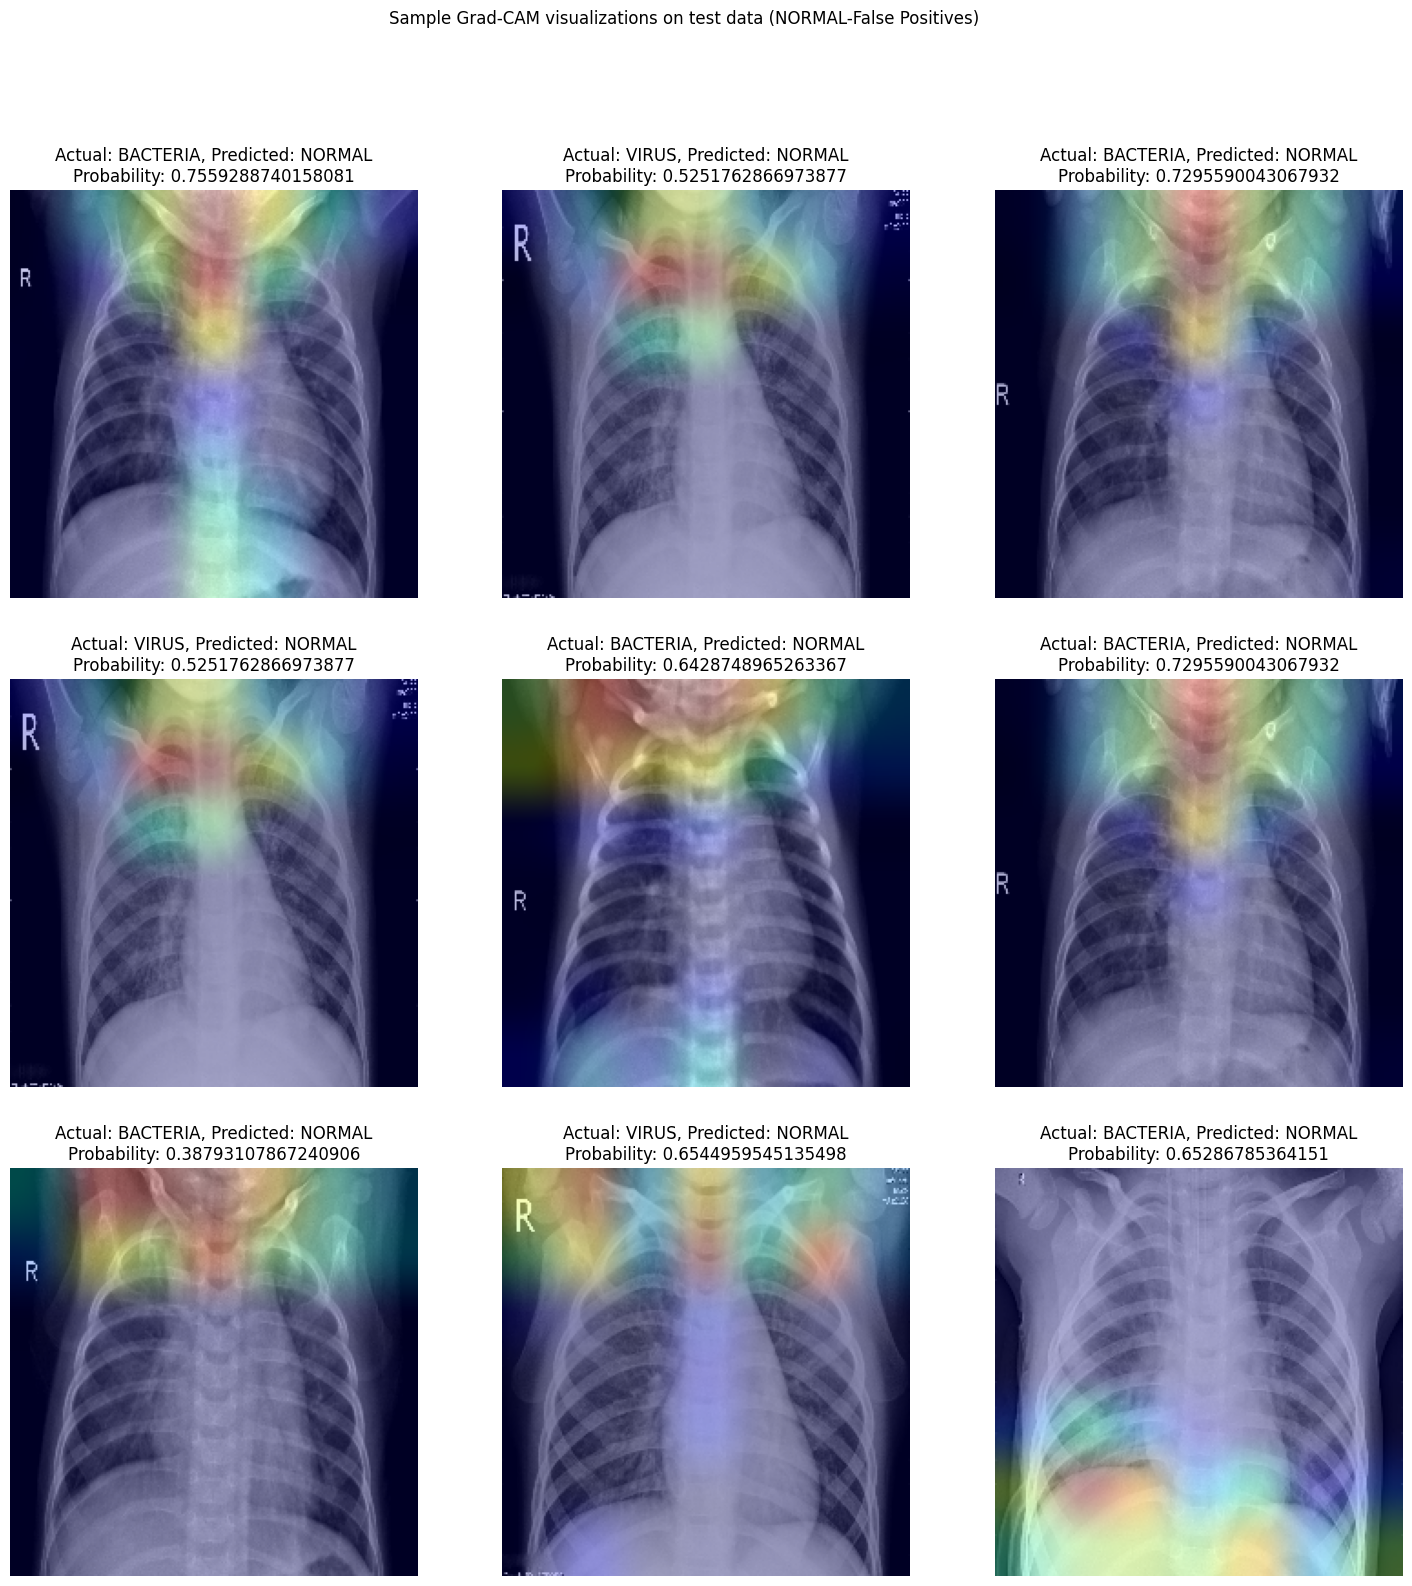 Sample Grad-CAM visualizations on test data (NORMAL-False Positives)
Actual: BACTERIA, Predicted: NORMAL
Probability: 0.7559288740158081
Actual: VIRUS, Predicted: NORMAL
Probability: 0.5251762866973877
Actual: BACTERIA, Predicted: NORMAL
Probability: 0.7295590043067932
R
R
R
Actual: VIRUS, Predicted: NORMAL
Probability: 0.5251762866973877
Actual: BACTERIA, Predicted: NORMAL
Probability: 0.6428748965263367
Actual: BACTERIA, Predicted: NORMAL
Probability: 0.7295590043067932
R
R
R
Actual: BACTERIA, Predicted: NORMAL
Probability: 0.38793107867240906
Actual: VIRUS, Predicted: NORMAL
Probability: 0.6544959545135498
Actual: BACTERIA, Predicted: NORMAL
Probability: 0.65286785364151
R
R
R